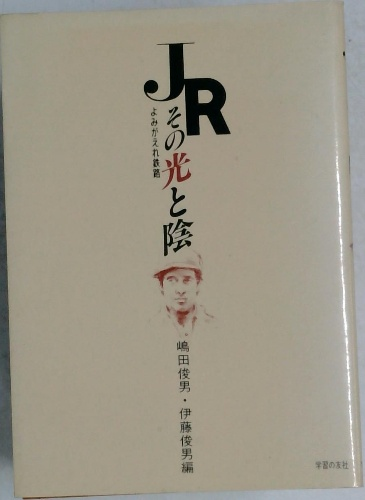 JR
その光と陰
よみがえれ鉄路
嶋田俊男・伊藤俊男編
学習の友社